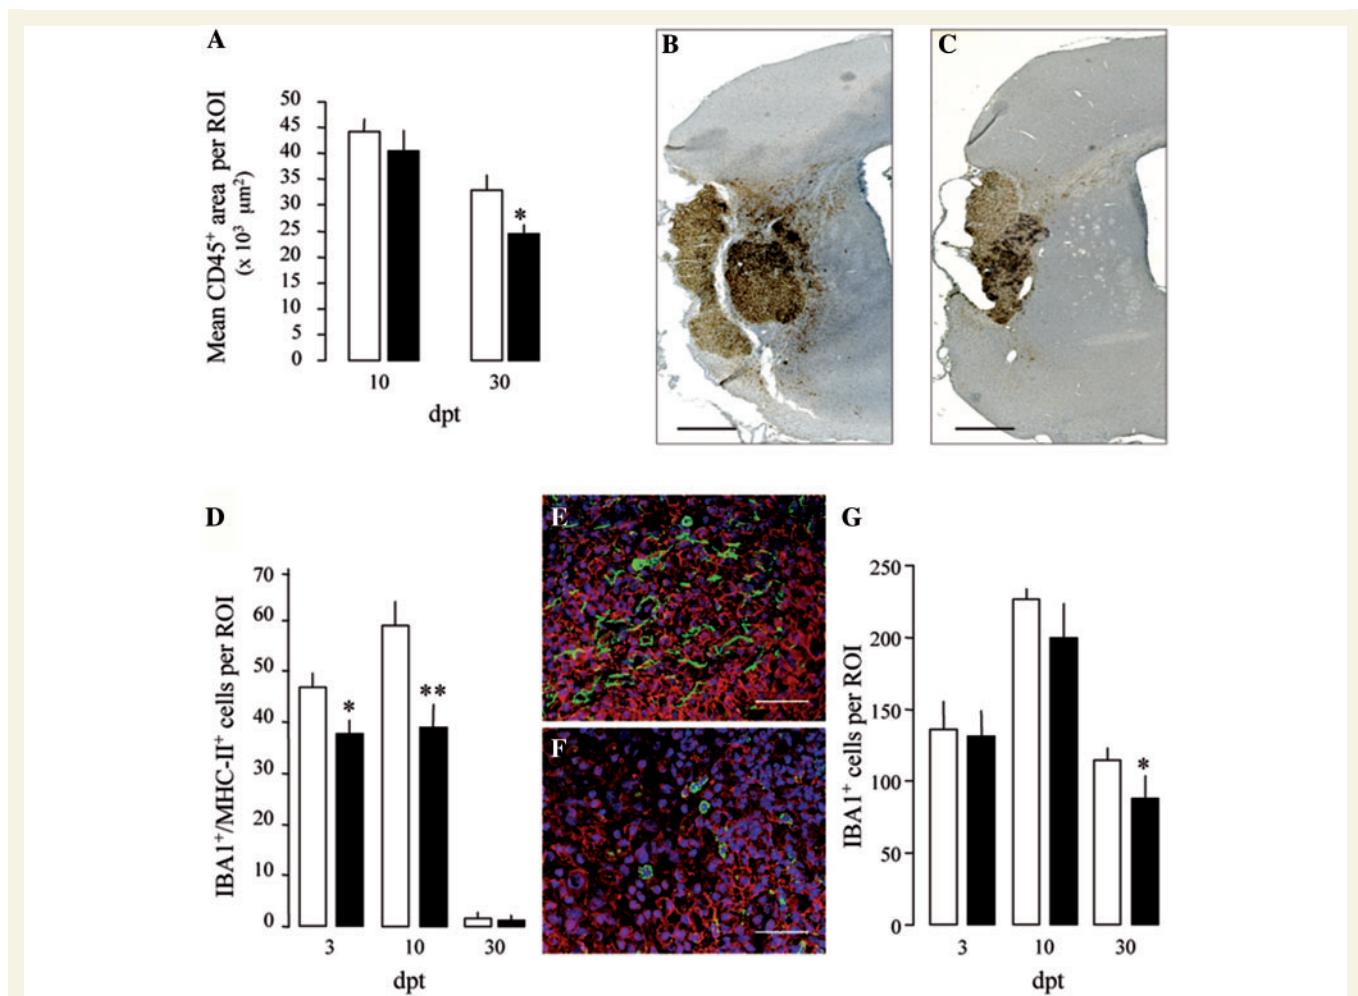 A
Mean CD45⁺ area per ROI
(x 10³ µm²)
50
45
40
35
30
25
20
15
10
5
0
*
10
30
dpt
B
C
D
IBA1⁺/MHC-II⁺ cells per ROI
70
60
50
40
30
20
10
0
*
**
3
10
30
dpt
E
F
G
IBA1⁺ cells per ROI
250
200
150
100
50
0
*
3
10
30
dpt